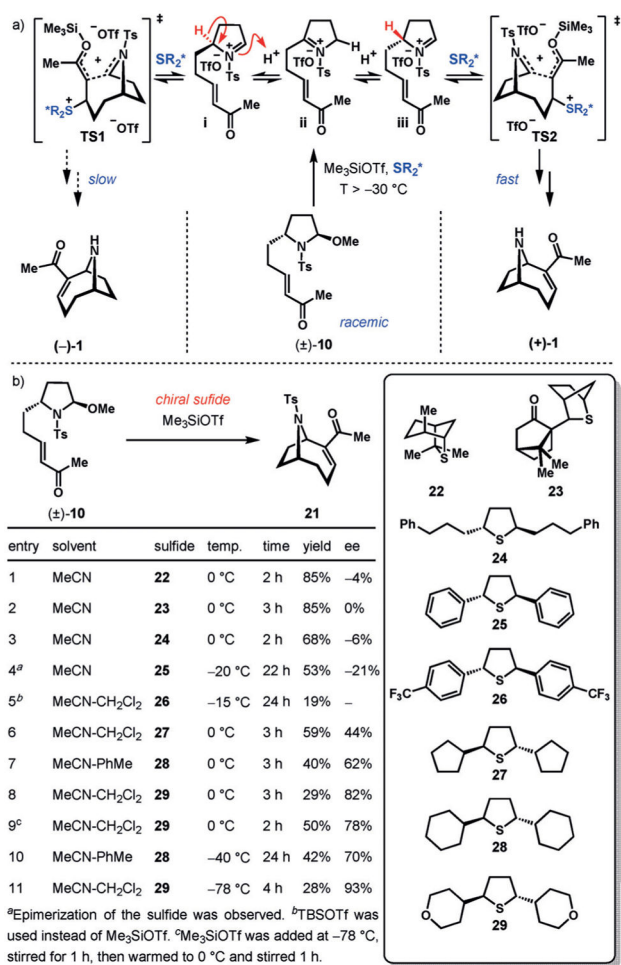 a)
Me3SiO −OTf Ts N ‡
Me +
*R2S+ −OTf
TS1
SR2*
H N+ TfO− Ts
Me O
i
H+
N+ H TfO− Ts
Me O
ii
H+
H N+ TfO− Ts
Me O
iii
SR2*
Ts N TfO− OSiMe3 ‡
+ Me
TfO− SR2*+
TS2
slow
Me3SiOTf, SR2*
T > –30 °C
fast
O H N
Me
(–)-1
N OMe
Ts
Me O
(±)-10
racemic
H N O
Me
(+)-1
b)
N OMe
Ts
Me
O
(±)-10
chiral sufide
Me3SiOTf
Ts N O
Me
21
entry solvent sulfide temp. time yield ee
1 MeCN 22 0 °C 2 h 85% –4%
2 MeCN 23 0 °C 3 h 85% 0%
3 MeCN 24 0 °C 2 h 68% –6%
4a MeCN 25 –20 °C 22 h 53% –21%
5b MeCN-CH2Cl2 26 –15 °C 24 h 19% –
6 MeCN-CH2Cl2 27 0 °C 3 h 59% 44%
7 MeCN-PhMe 28 0 °C 3 h 40% 62%
8 MeCN-CH2Cl2 29 0 °C 3 h 29% 82%
9c MeCN-CH2Cl2 29 0 °C 2 h 50% 78%
10 MeCN-PhMe 28 –40 °C 24 h 42% 70%
11 MeCN-CH2Cl2 29 –78 °C 4 h 28% 93%
aEpimerization of the sulfide was observed. bTBSOTf was
used instead of Me3SiOTf. cMe3SiOTf was added at –78 °C,
stirred for 1 h, then warmed to 0 °C and stirred 1 h.
Me
Me S Me
22
O S
Me Me
23
Ph S Ph
24
S
25
F3C S CF3
26
S
27
S
28
O S O
29